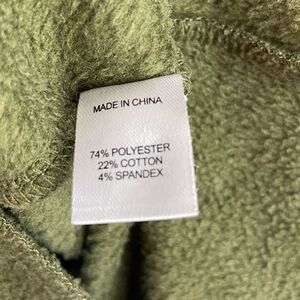 MADE IN CHINA
74% POLYESTER
22% COTTON
4% SPANDEX